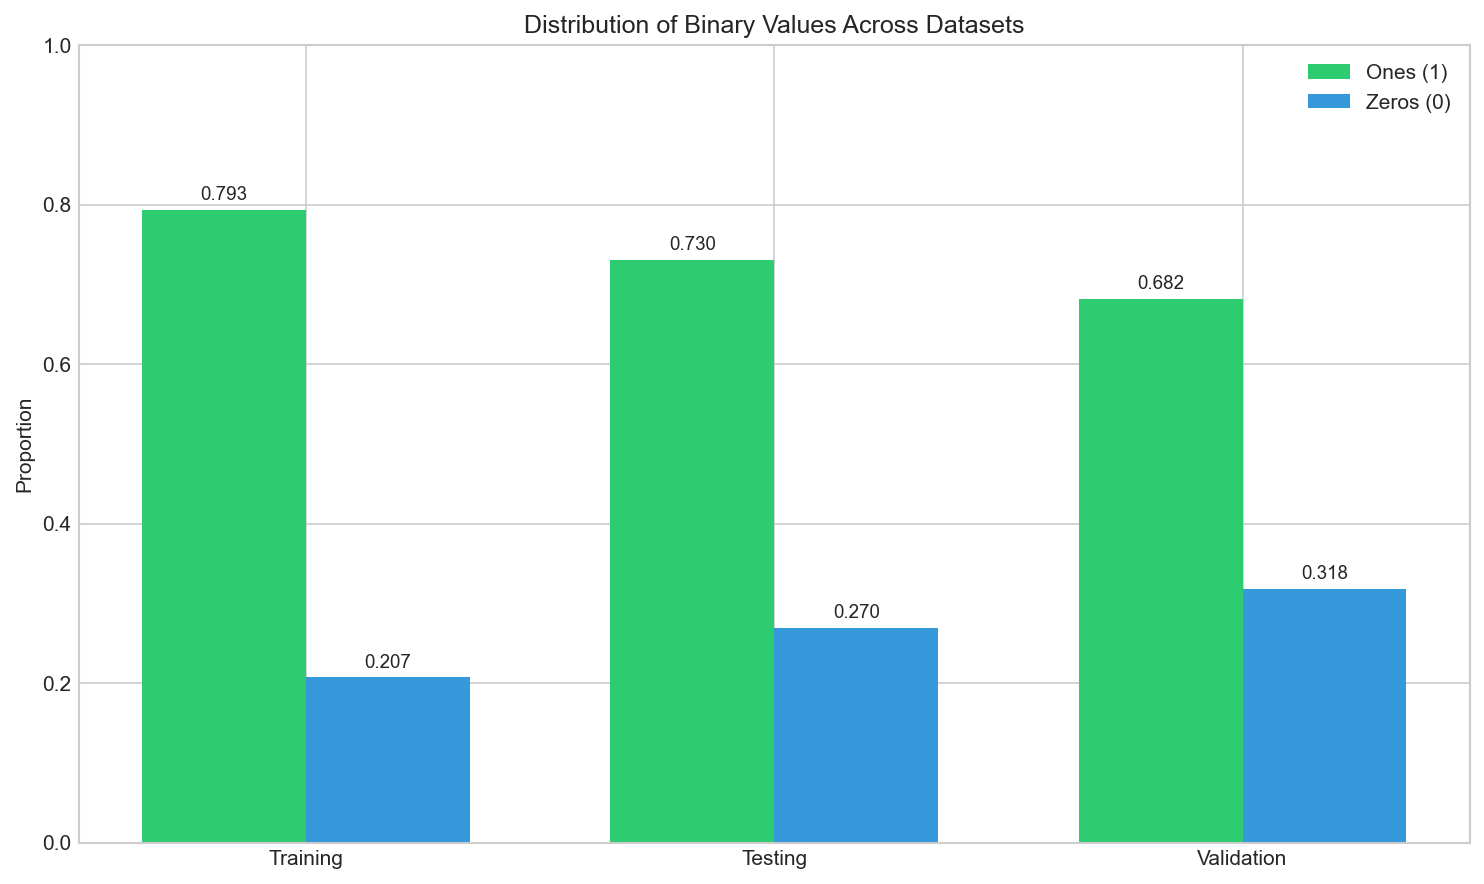 Distribution of Binary Values Across Datasets
1.0
0.8
0.6
0.4
0.2
0.0
Proportion
Ones (1)
Zeros (0)
0.793
0.207
0.730
0.270
0.682
0.318
Training
Testing
Validation